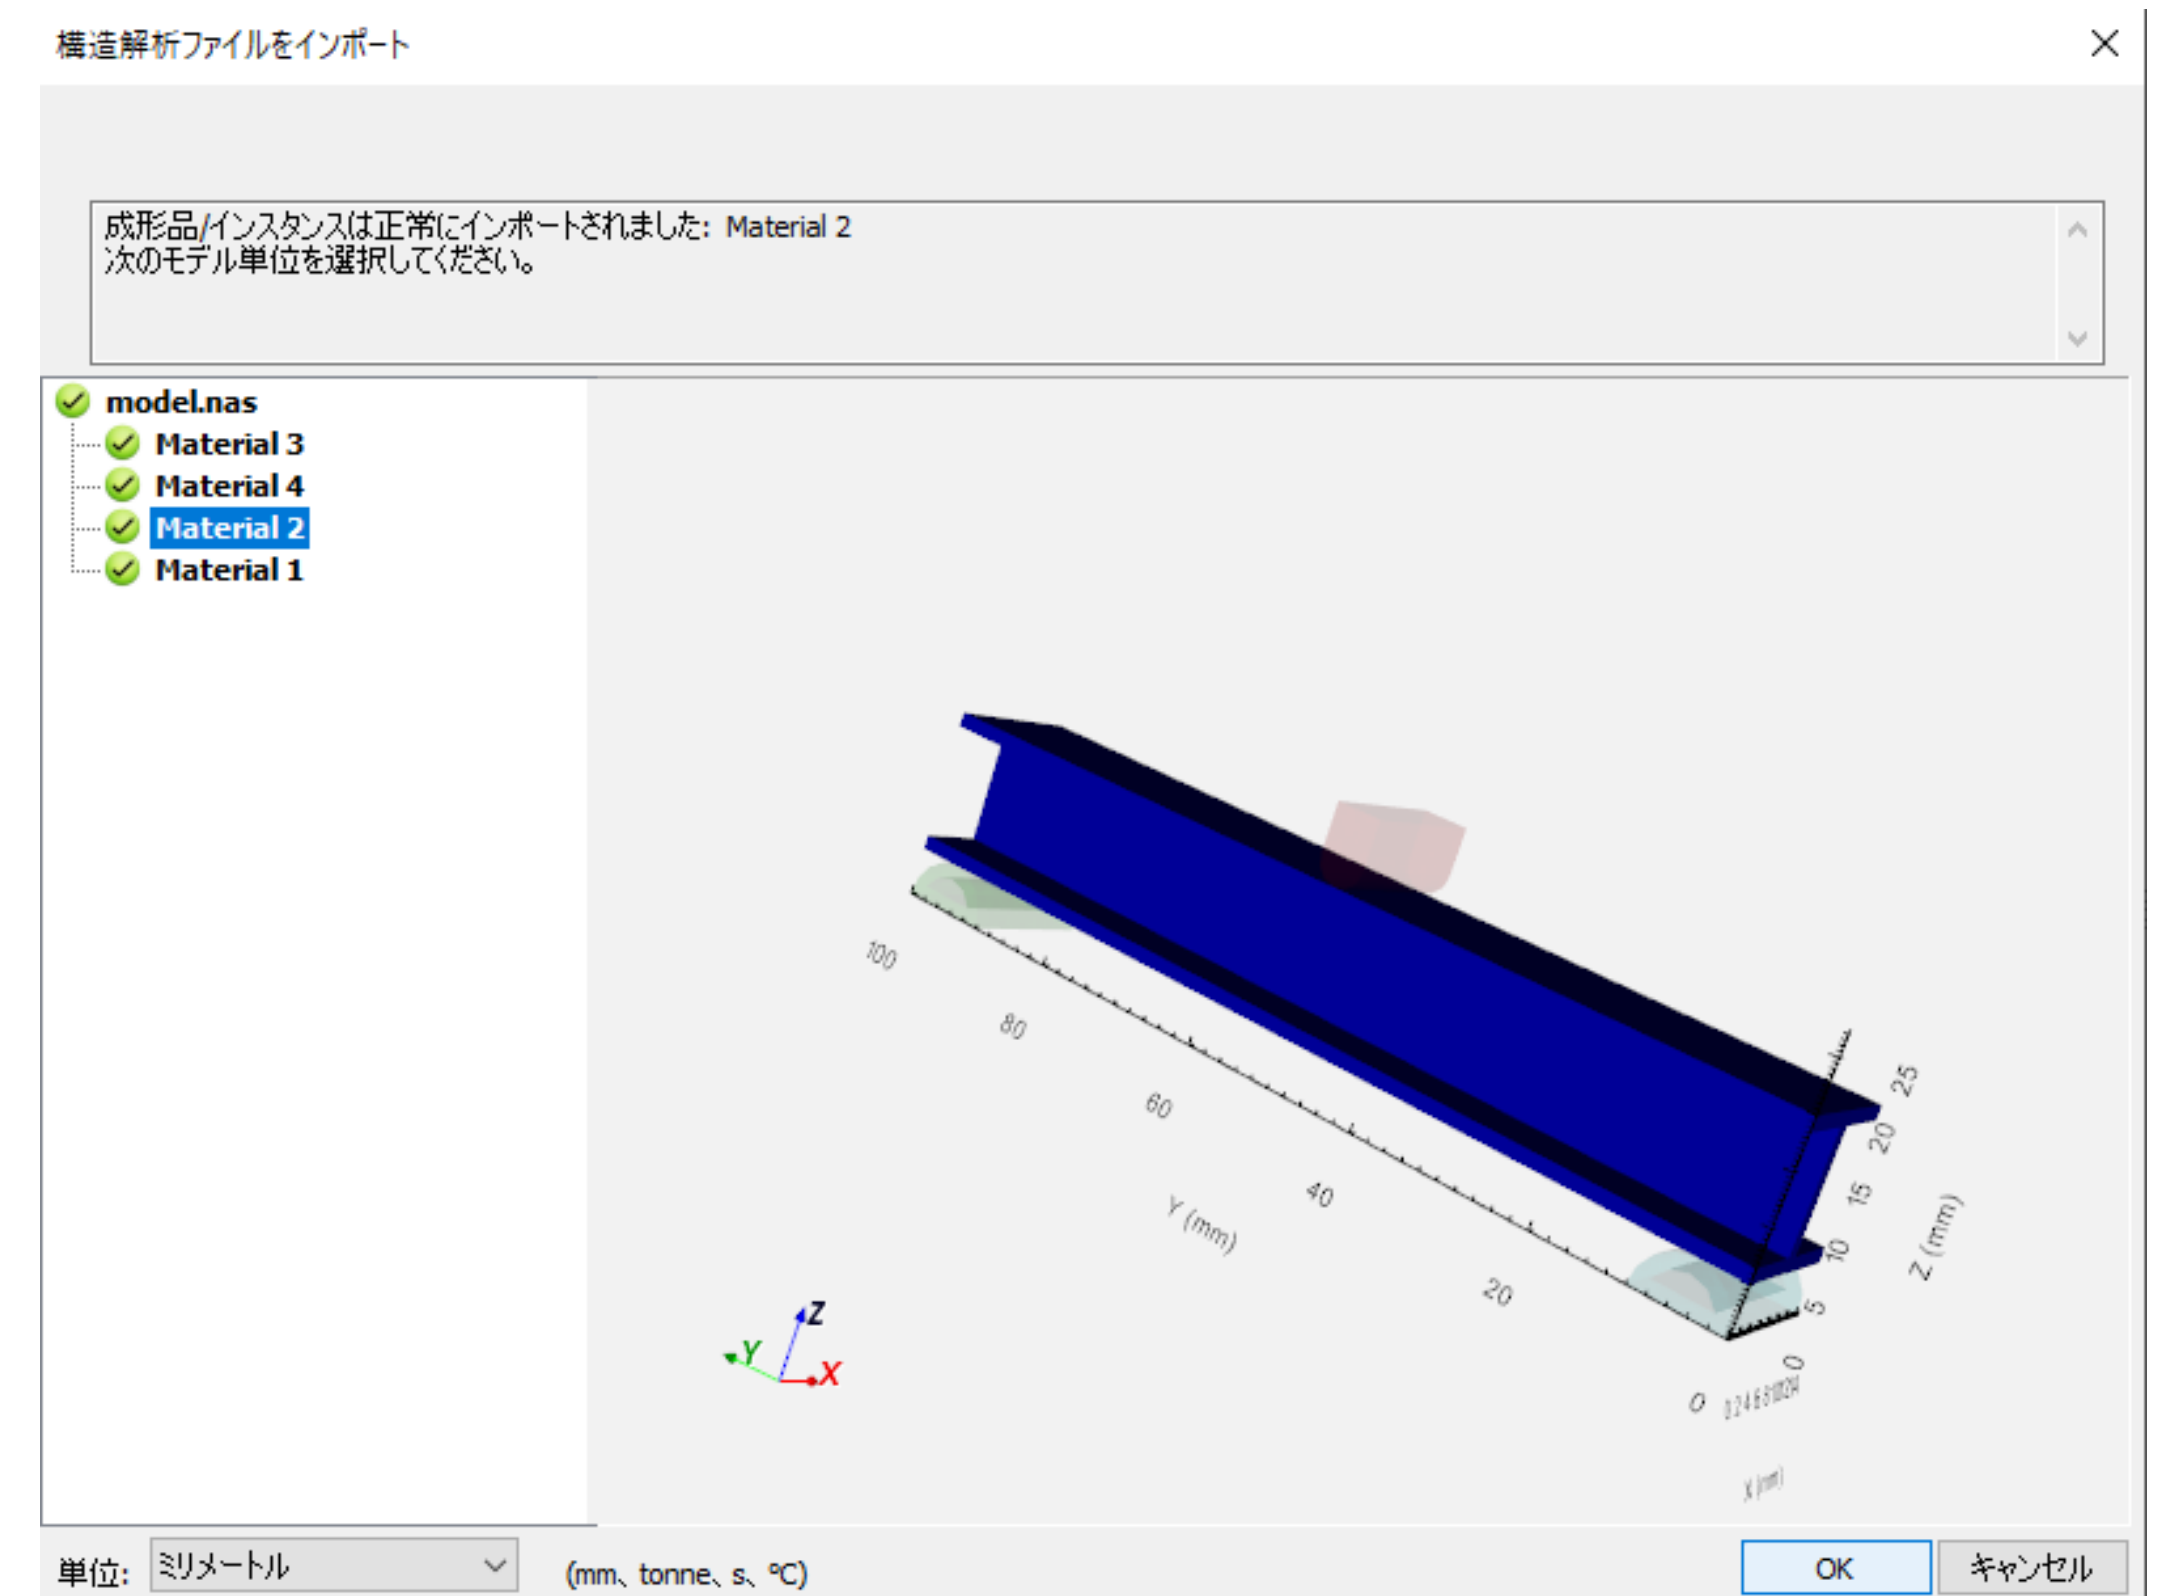 構造解析ファイルをインポート
成形品/インスタンスは正常にインポートされました: Material 2
次のモデル単位を選択してください。
model.nas
Material 3
Material 4
Material 2
Material 1
100
80
60
40
20
0
Y (mm)
25
20
15
10
5
0
Z (mm)
X (mm)
Z
Y
X
単位:
ミリメートル
(mm、tonne、s、ºC)
OK
キャンセル